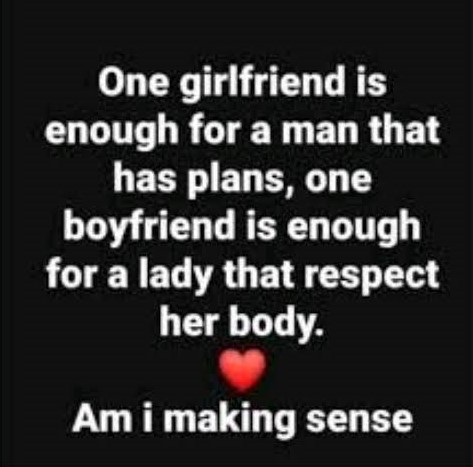 One girlfriend is
enough for a man that
has plans, one
boyfriend is enough
for a lady that respect
her body.
Am i making sense